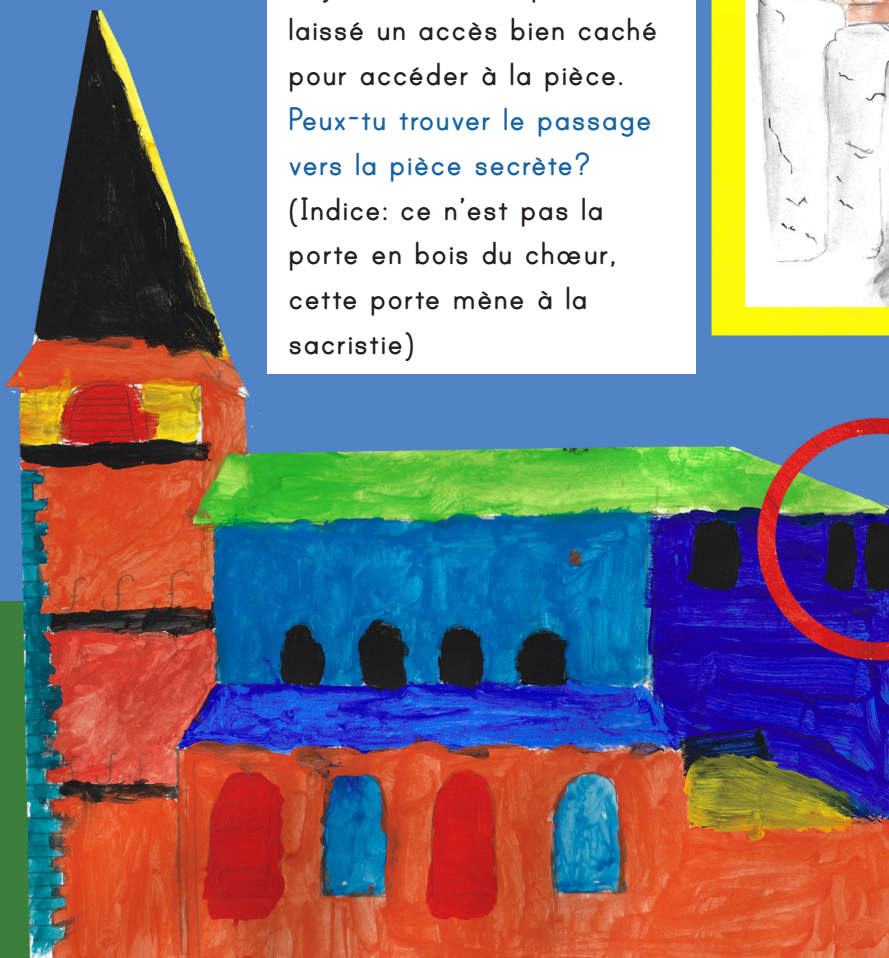 laissé un accès bien caché
pour accéder à la pièce.
Peux-tu trouver le passage
vers la pièce secrète?
(Indice: ce n'est pas la
porte en bois du chœur,
cette porte mène à la
sacristie)